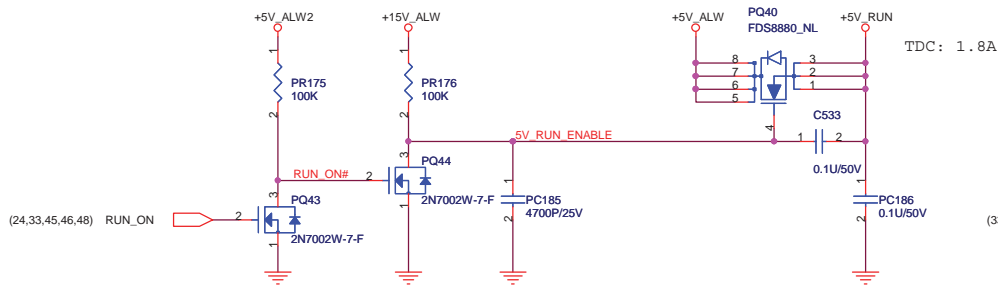 +5V_ALW2
+15V_ALW
+5V_ALW
PQ40
FDS8880_NL
+5V_RUN
TDC: 1.8A
1
PR175
100K
2
1
PR176
100K
2
8
7
6
5
3
2
1
4
C533
1
2
0.1U/50V
5V_RUN_ENABLE
RUN_ON#
2
3
PQ44
1
2N7002W-7-F
1
PC185
4700P/25V
2
1
PC186
0.1U/50V
2
(24,33,45,46,48)
RUN_ON
2
3
PQ43
1
2N7002W-7-F
(3